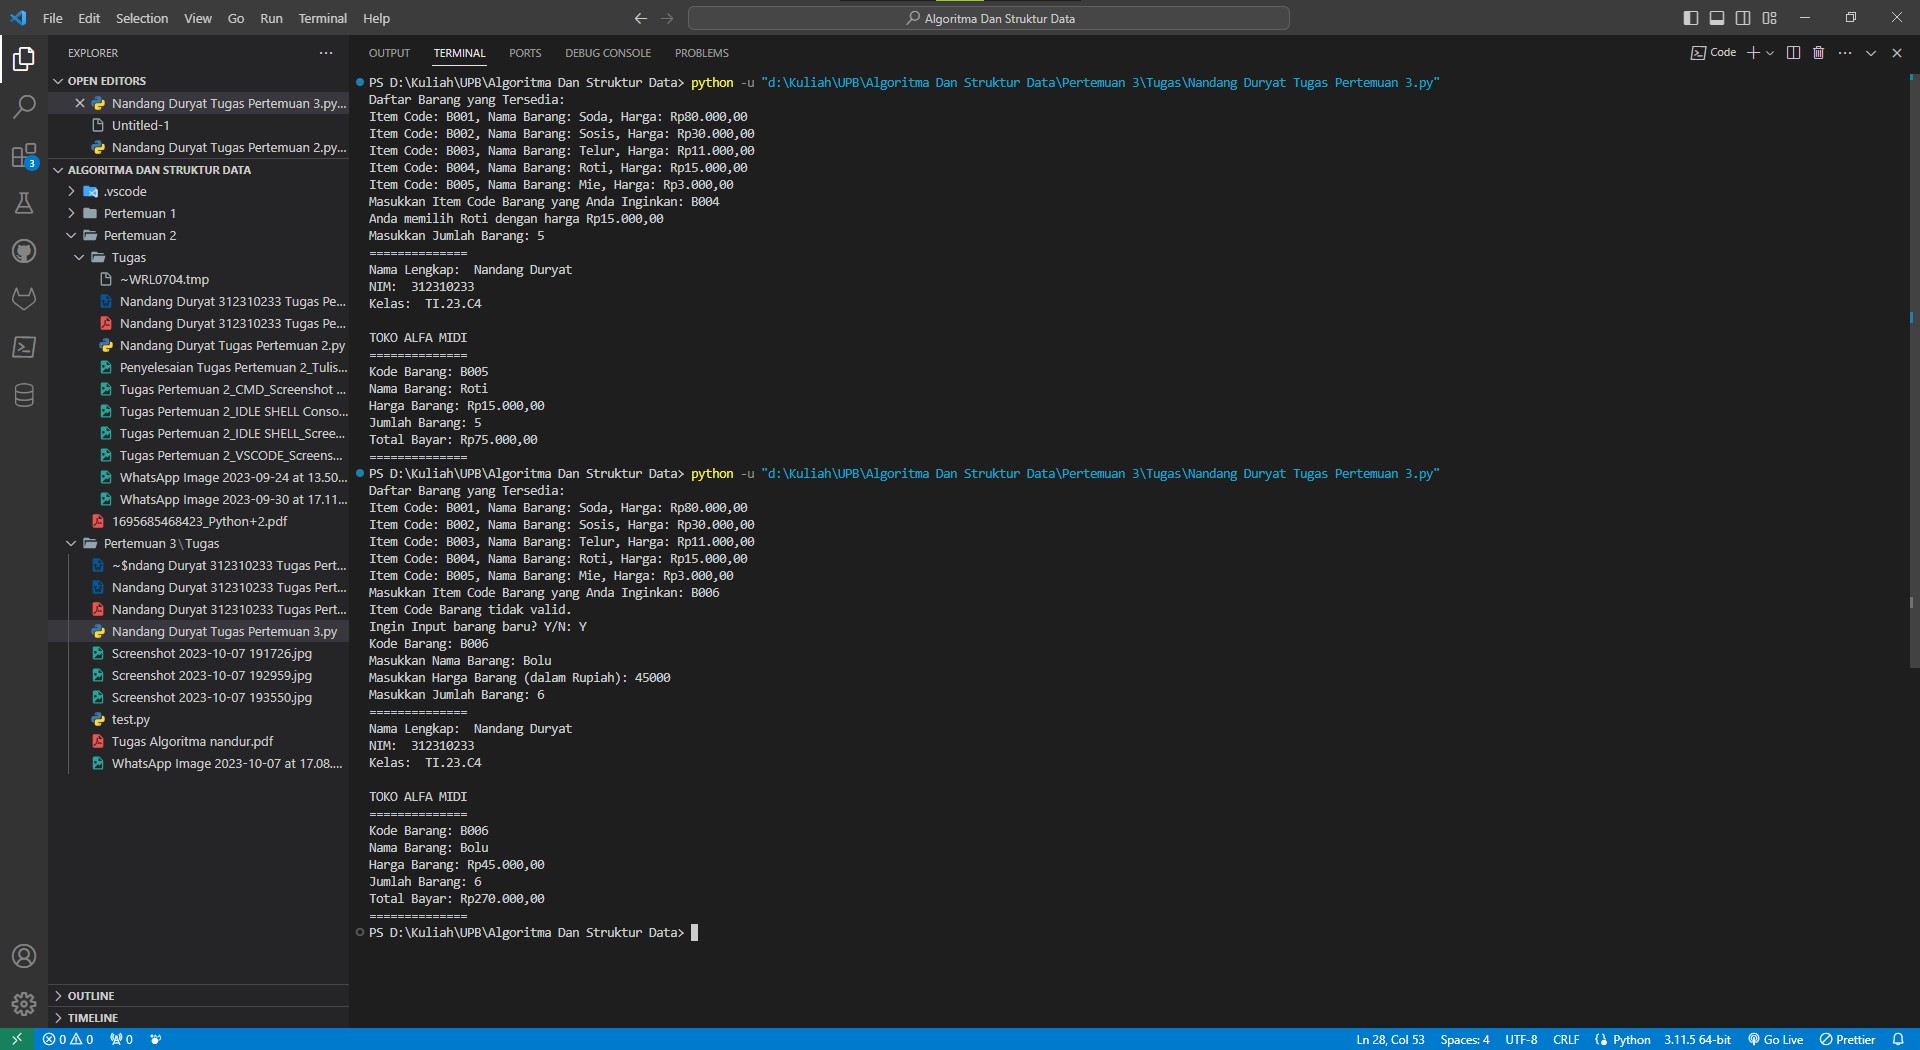 File Edit Selection View Go Run Terminal Help
Algoritma Dan Struktur Data
EXPLORER
OPEN EDITORS
Nandang Duryat Tugas Pertemuan 3.py...
Untitled-1
Nandang Duryat Tugas Pertemuan 2.py...
ALGORITMA DAN STRUKTUR DATA
.vscode
Pertemuan 1
Pertemuan 2
Tugas
~WRL0704.tmp
Nandang Duryat 312310233 Tugas Pe...
Nandang Duryat 312310233 Tugas Pe...
Nandang Duryat Tugas Pertemuan 2.py
Penyelesaian Tugas Pertemuan 2_Tulis...
Tugas Pertemuan 2_CMD_Screenshot ...
Tugas Pertemuan 2_IDLE SHELL Conso...
Tugas Pertemuan 2_IDLE SHELL_Scree...
Tugas Pertemuan 2_VSCODE_Screens...
WhatsApp Image 2023-09-24 at 13.50...
WhatsApp Image 2023-09-30 at 17.11...
1695685468423_Python+2.pdf
Pertemuan 3\Tugas
~$ndang Duryat 312310233 Tugas Pert...
Nandang Duryat 312310233 Tugas Pert...
Nandang Duryat 312310233 Tugas Pert...
Nandang Duryat Tugas Pertemuan 3.py
Screenshot 2023-10-07 191726.jpg
Screenshot 2023-10-07 192959.jpg
Screenshot 2023-10-07 193550.jpg
test.py
Tugas Algoritma nandur.pdf
WhatsApp Image 2023-10-07 at 17.08....
OUTLINE
TIMELINE
3
OUTPUT TERMINAL PORTS DEBUG CONSOLE PROBLEMS
Code
PS D:\Kuliah\UPB\Algoritma Dan Struktur Data> python -u "d:\Kuliah\UPB\Algoritma Dan Struktur Data\Pertemuan 3\Tugas\Nandang Duryat Tugas Pertemuan 3.py"
Daftar Barang yang Tersedia:
Item Code: B001, Nama Barang: Soda, Harga: Rp80.000,00
Item Code: B002, Nama Barang: Sosis, Harga: Rp30.000,00
Item Code: B003, Nama Barang: Telur, Harga: Rp11.000,00
Item Code: B004, Nama Barang: Roti, Harga: Rp15.000,00
Item Code: B005, Nama Barang: Mie, Harga: Rp3.000,00
Masukkan Item Code Barang yang Anda Inginkan: B004
Anda memilih Roti dengan harga Rp15.000,00
Masukkan Jumlah Barang: 5
==============
Nama Lengkap:  Nandang Duryat
NIM:  312310233
Kelas:  TI.23.C4
TOKO ALFA MIDI
==============
Kode Barang: B005
Nama Barang: Roti
Harga Barang: Rp15.000,00
Jumlah Barang: 5
Total Bayar: Rp75.000,00
==============
PS D:\Kuliah\UPB\Algoritma Dan Struktur Data> python -u "d:\Kuliah\UPB\Algoritma Dan Struktur Data\Pertemuan 3\Tugas\Nandang Duryat Tugas Pertemuan 3.py"
Daftar Barang yang Tersedia:
Item Code: B001, Nama Barang: Soda, Harga: Rp80.000,00
Item Code: B002, Nama Barang: Sosis, Harga: Rp30.000,00
Item Code: B003, Nama Barang: Telur, Harga: Rp11.000,00
Item Code: B004, Nama Barang: Roti, Harga: Rp15.000,00
Item Code: B005, Nama Barang: Mie, Harga: Rp3.000,00
Masukkan Item Code Barang yang Anda Inginkan: B006
Item Code Barang tidak valid.
Ingin Input barang baru? Y/N: Y
Kode Barang: B006
Masukkan Nama Barang: Bolu
Masukkan Harga Barang (dalam Rupiah): 45000
Masukkan Jumlah Barang: 6
==============
Nama Lengkap:  Nandang Duryat
NIM:  312310233
Kelas:  TI.23.C4
TOKO ALFA MIDI
==============
Kode Barang: B006
Nama Barang: Bolu
Harga Barang: Rp45.000,00
Jumlah Barang: 6
Total Bayar: Rp270.000,00
==============
PS D:\Kuliah\UPB\Algoritma Dan Struktur Data>
0 0 0 Ln 28, Col 53 Spaces: 4 UTF-8 CRLF Python 3.11.5 64-bit Go Live Prettier